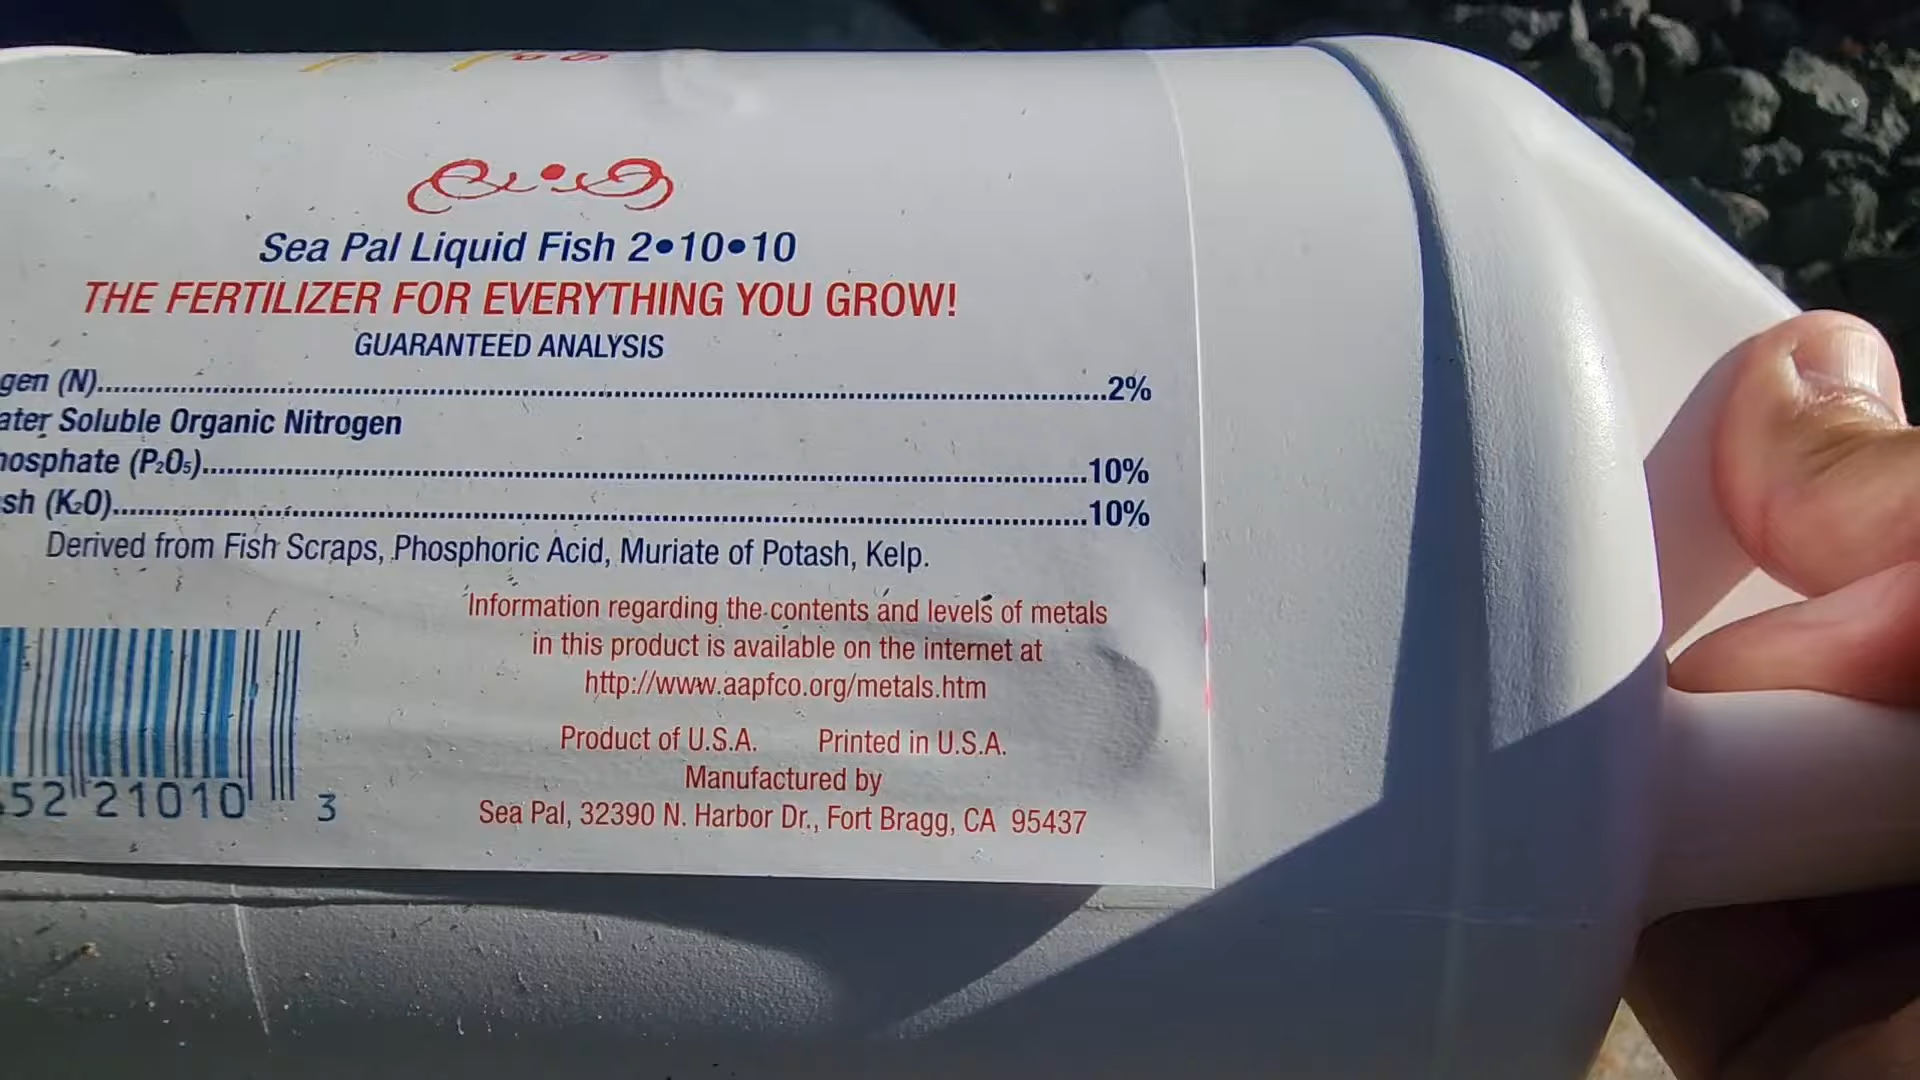 Sea Pal Liquid Fish 2•10•10
THE FERTILIZER FOR EVERYTHING YOU GROW!
GUARANTEED ANALYSIS
gen (N)....................2%
ater Soluble Organic Nitrogen
hosphate (P₂O₅)....................10%
sh (K₂O)....................10%
Derived from Fish Scraps, Phosphoric Acid, Muriate of Potash, Kelp.
Information regarding the contents and levels of metals
in this product is available on the internet at
http://www.aapfco.org/metals.htm
Product of U.S.A. Printed in U.S.A.
Manufactured by
Sea Pal, 32390 N. Harbor Dr., Fort Bragg, CA 95437
52 21010 3